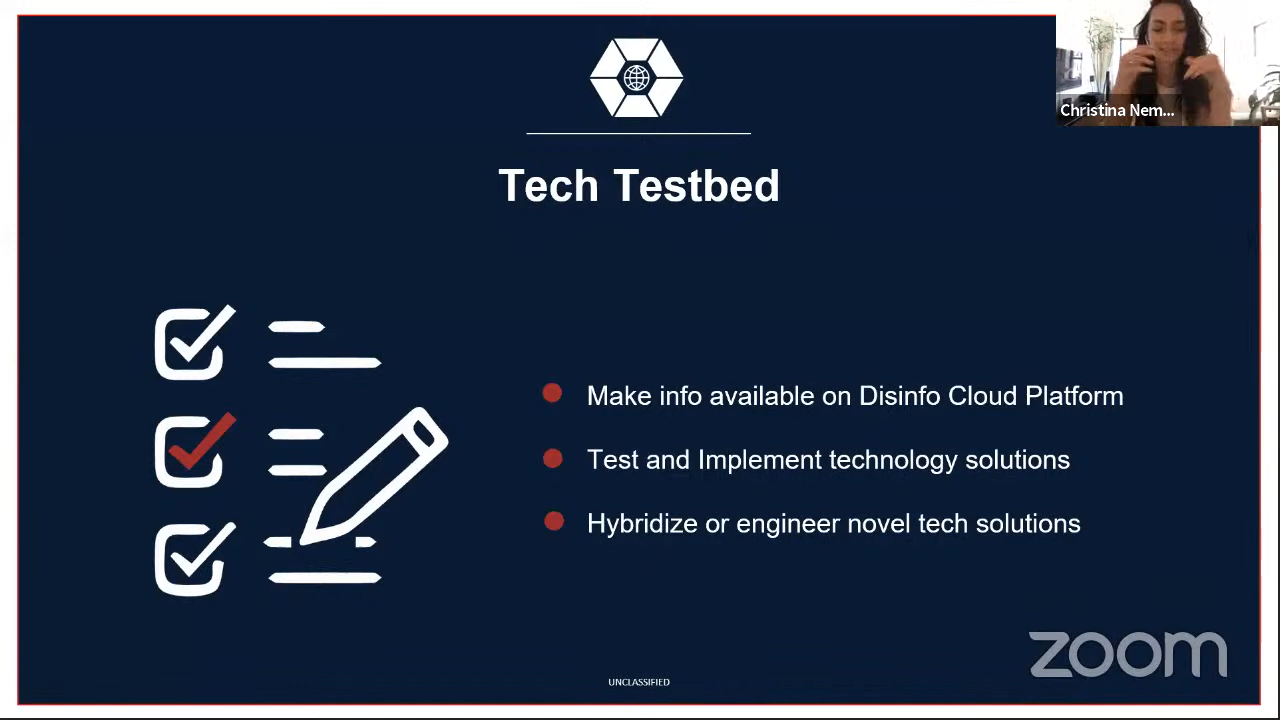 Christina Nem...
Tech Testbed
Make info available on Disinfo Cloud Platform
Test and Implement technology solutions
Hybridize or engineer novel tech solutions
zoom
UNCLASSIFIED